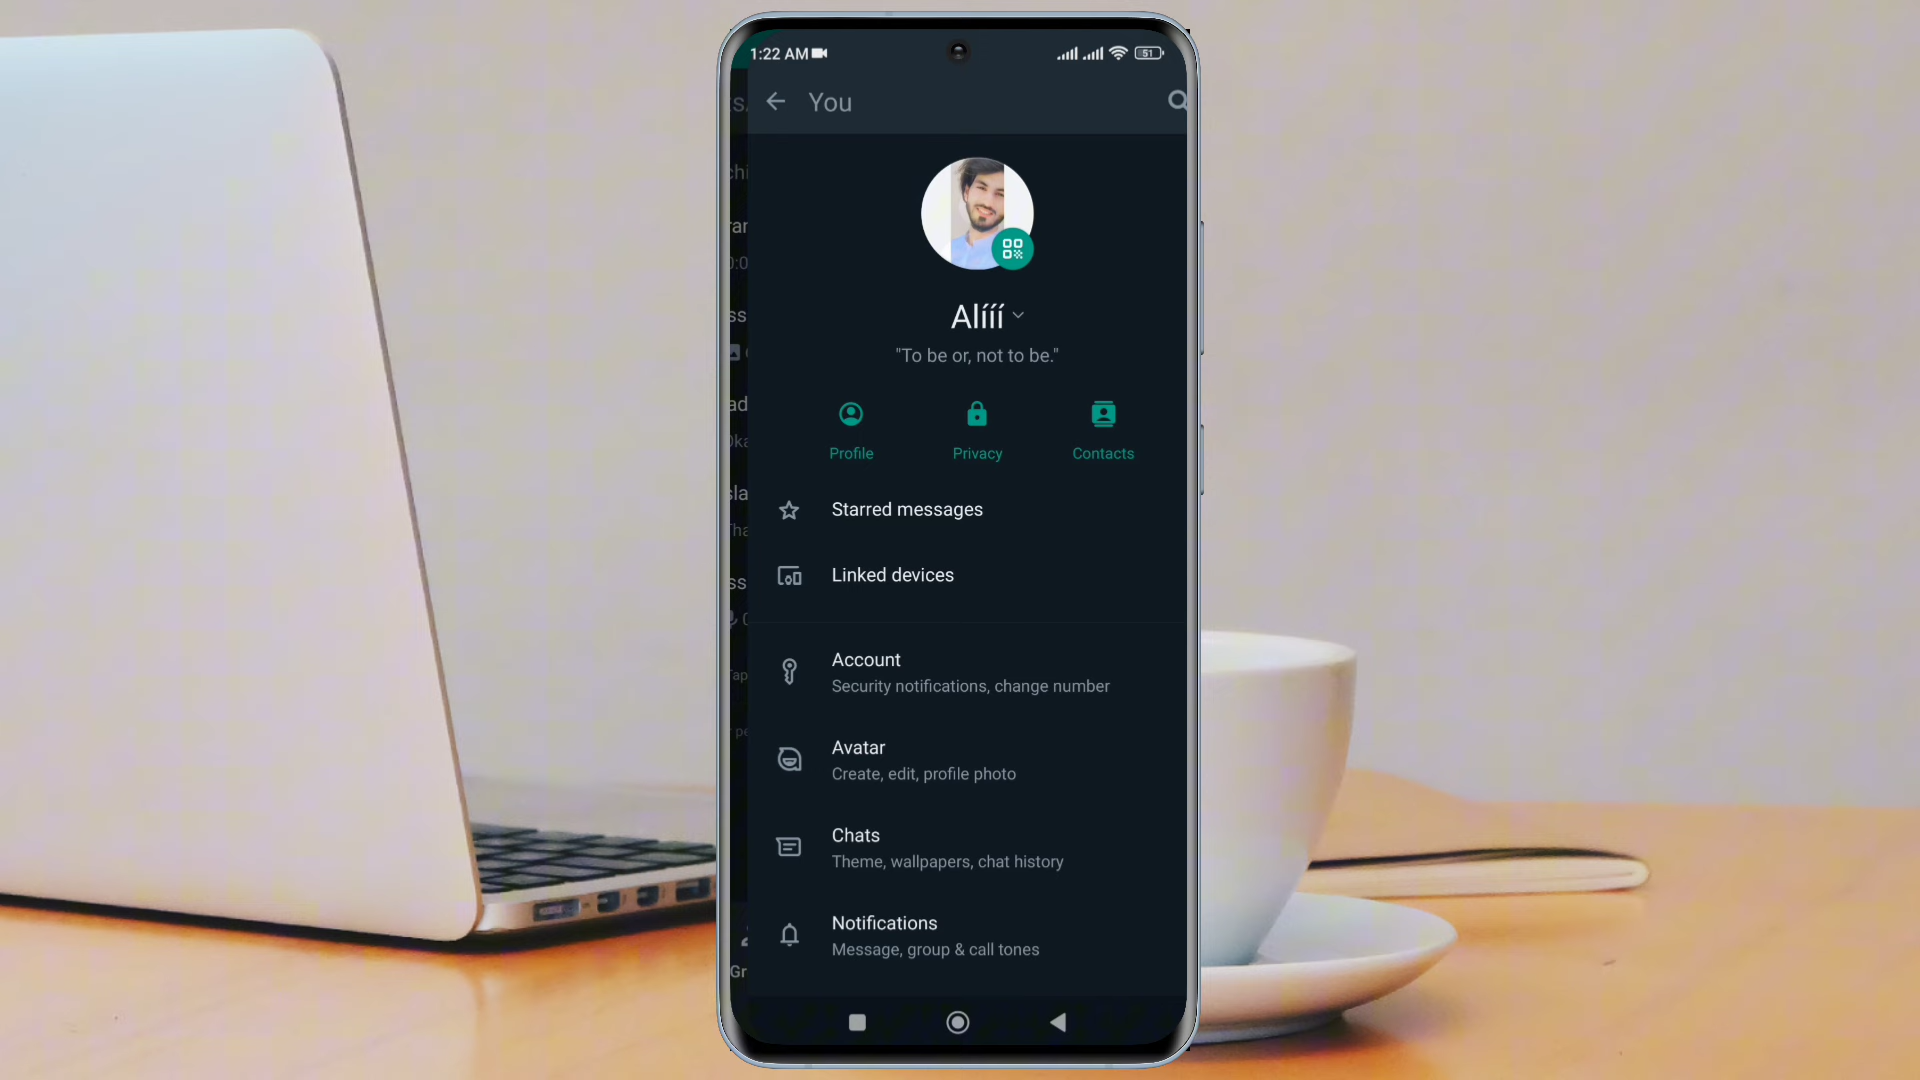 1:22 AM
51
You
Alííí
"To be or, not to be."
Profile
Privacy
Contacts
Starred messages
Linked devices
Account
Security notifications, change number
Avatar
Create, edit, profile photo
Chats
Theme, wallpapers, chat history
Notifications
Message, group & call tones